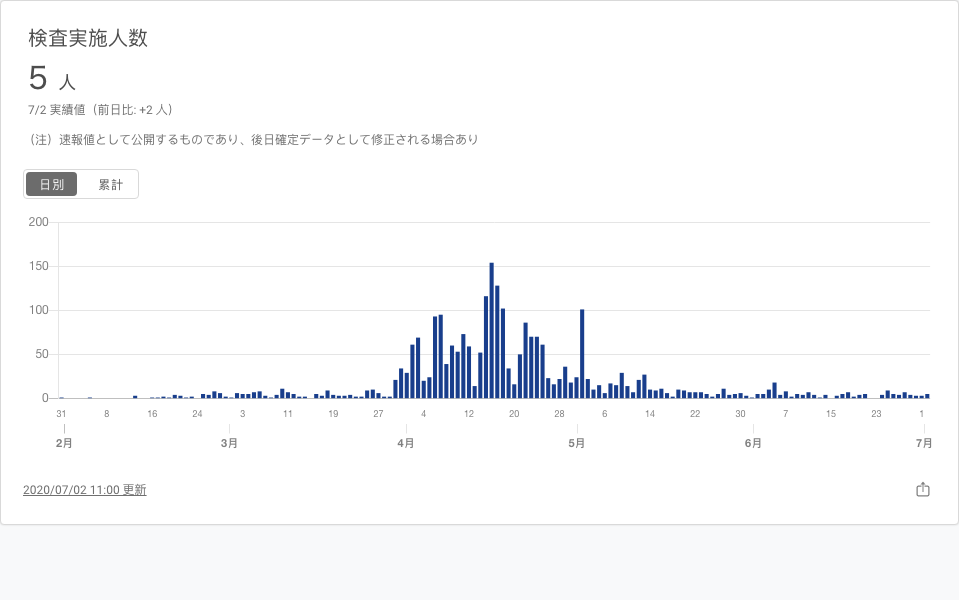 検査実施人数
5 人
7/2 実績値（前日比: +2 人）
（注）速報値として公開するものであり、後日確定データとして修正される場合あり
日別 累計
200
150
100
50
0
31 8 16 24 3 11 19 27 4 12 20 28 6 14 22 30 7 15 23 1
2月 3月 4月 5月 6月 7月
2020/07/02 11:00 更新